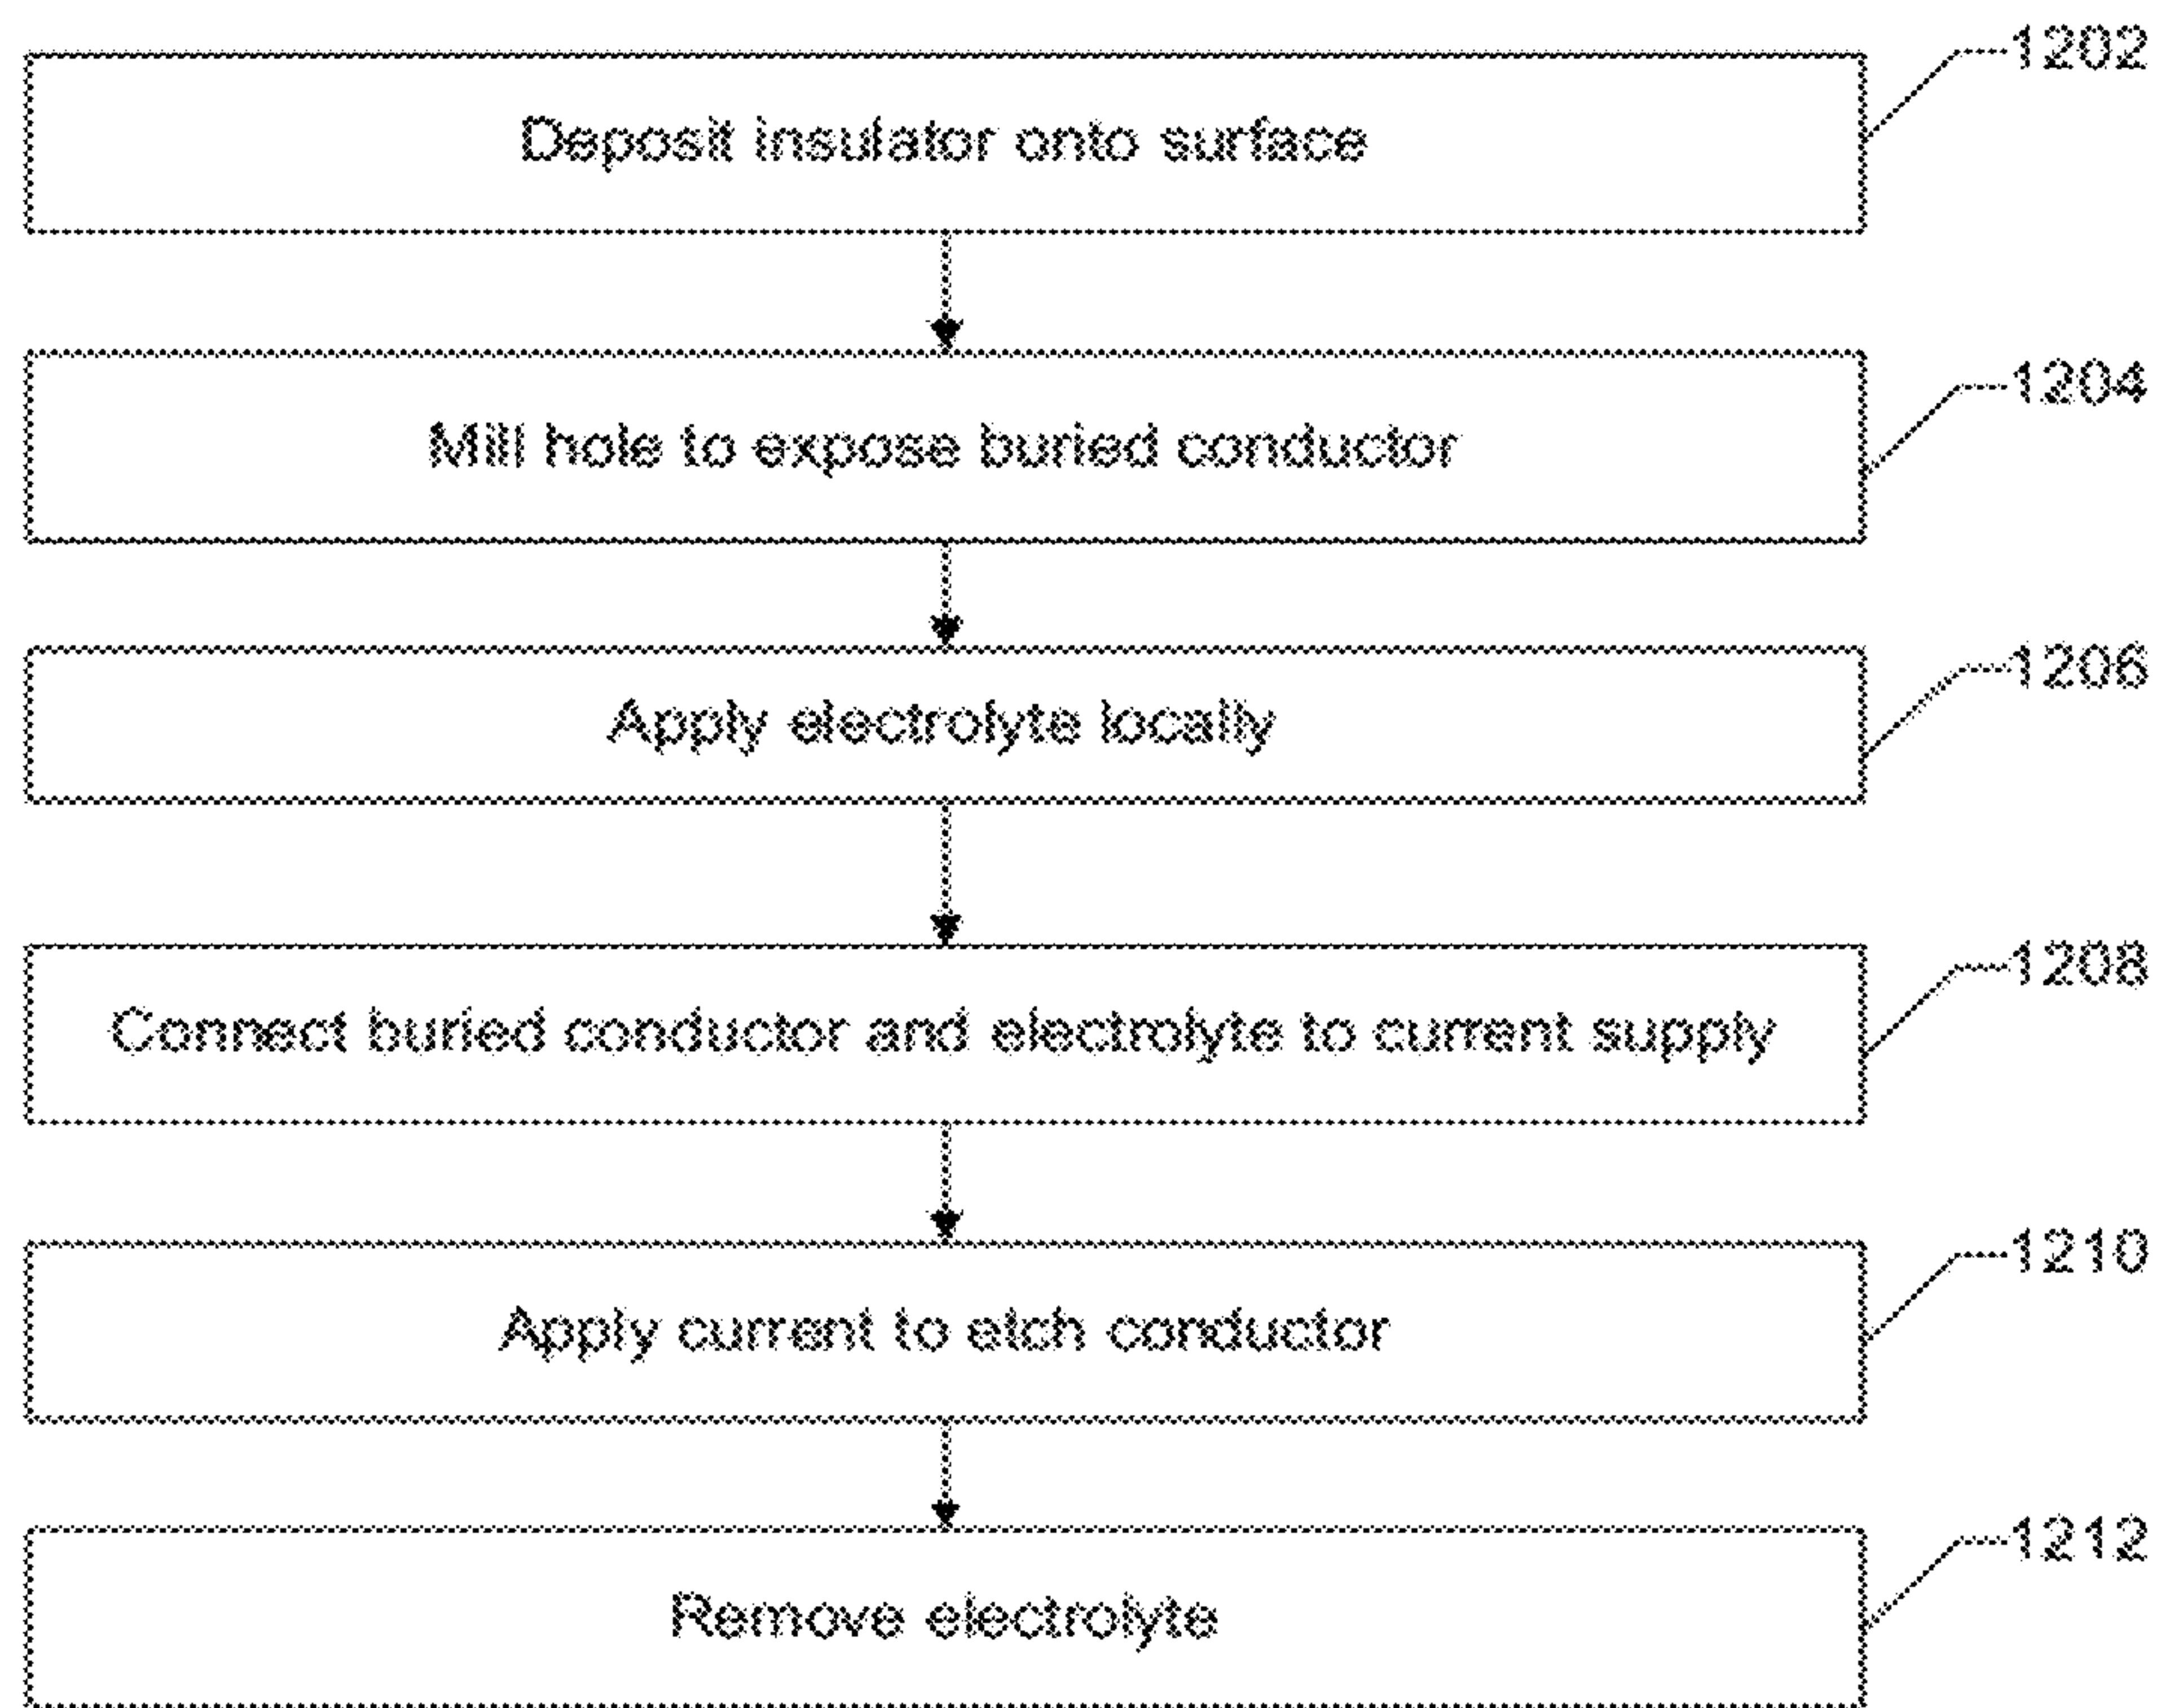 1202
Deposit insulator onto surface
1204
Mill hole to expose buried conductor
1206
Apply electrolyte locally
1208
Connect buried conductor and electrolyte to current supply
1210
Apply current to etch conductor
1212
Remove electrolyte